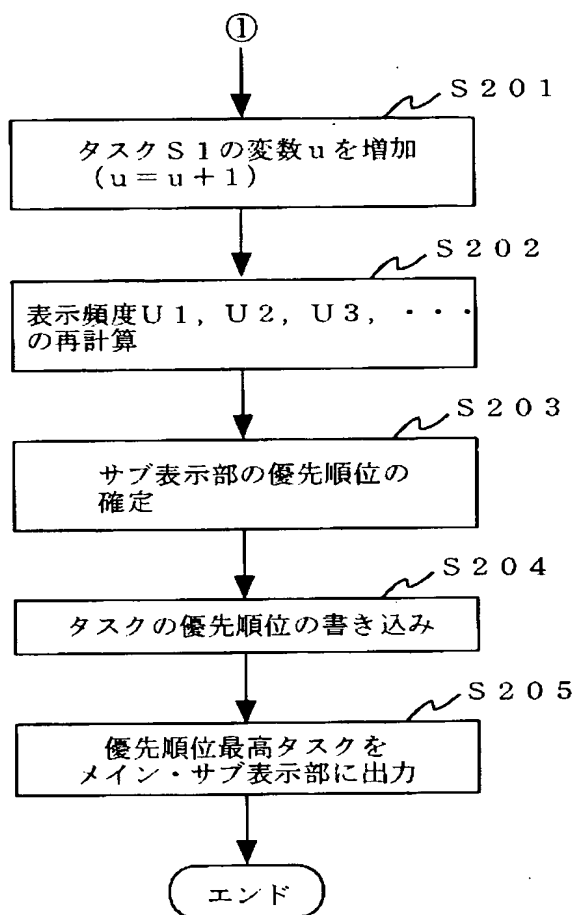 ①
S201
タスクS1の変数uを増加
(u=u+1)
S202
表示頻度U1,U2,U3,・・・
の再計算
S203
サブ表示部の優先順位の
確定
S204
タスクの優先順位の書き込み
S205
優先順位最高タスクを
メイン・サブ表示部に出力
エンド